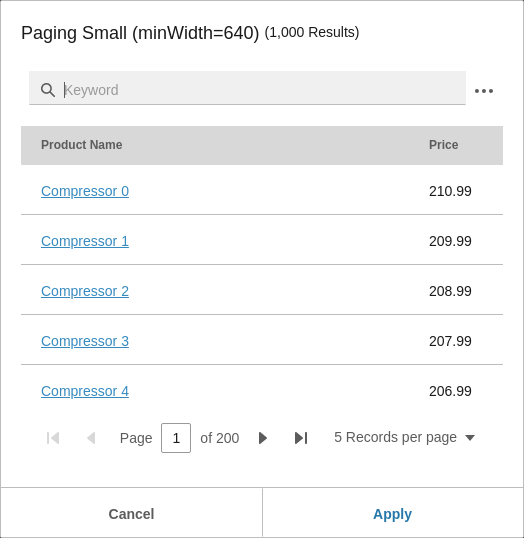 Paging Small (minWidth=640) (1,000 Results)
Keyword
Product Name Price
Compressor 0 210.99
Compressor 1 209.99
Compressor 2 208.99
Compressor 3 207.99
Compressor 4 206.99
Page 1 of 200 5 Records per page
Cancel Apply